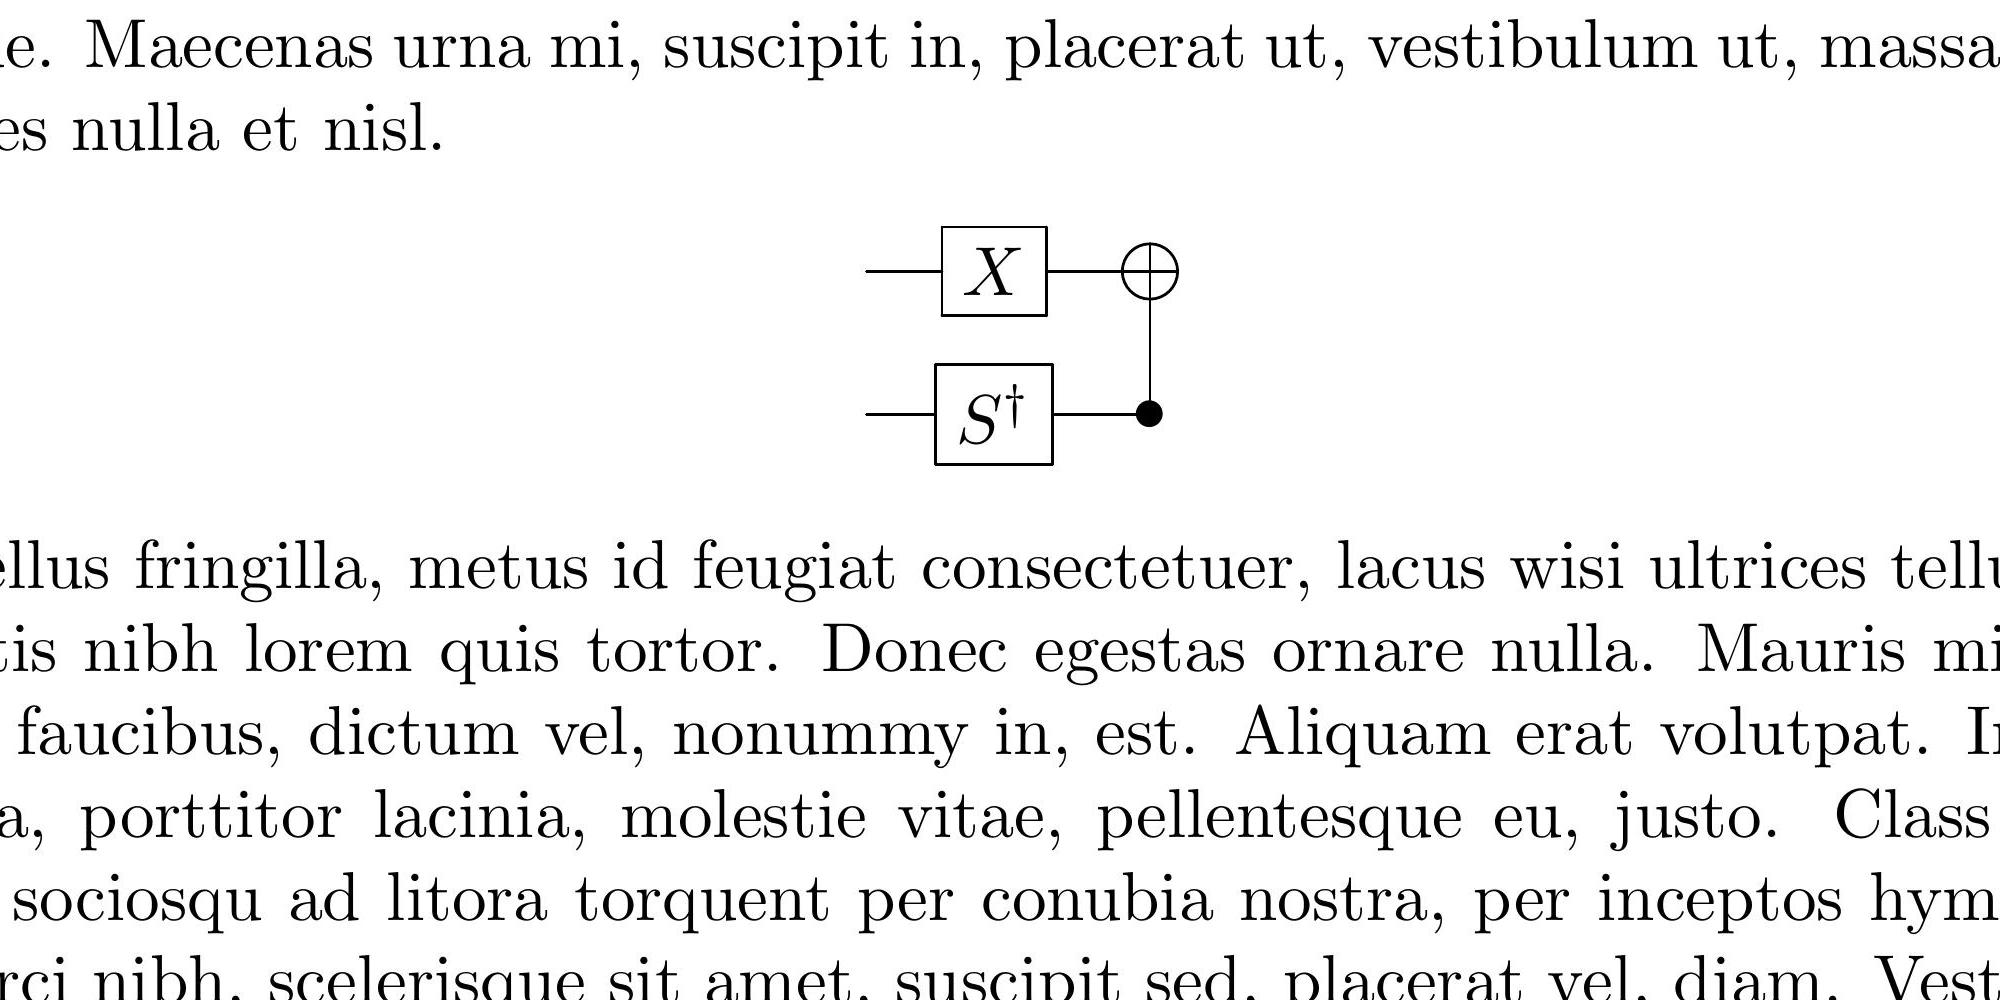 e. Maecenas urna mi, suscipit in, placerat ut, vestibulum ut, massa
es nulla et nisl.
X
S†
ellus fringilla, metus id feugiat consectetuer, lacus wisi ultrices tellu
tis nibh lorem quis tortor. Donec egestas ornare nulla. Mauris mi
faucibus, dictum vel, nonummy in, est. Aliquam erat volutpat. In
a, porttitor lacinia, molestie vitae, pellentesque eu, justo. Class
sociosqu ad litora torquent per conubia nostra, per inceptos hym
rci nibh, scelerisque sit amet, suscipit sed, placerat vel, diam. Vest